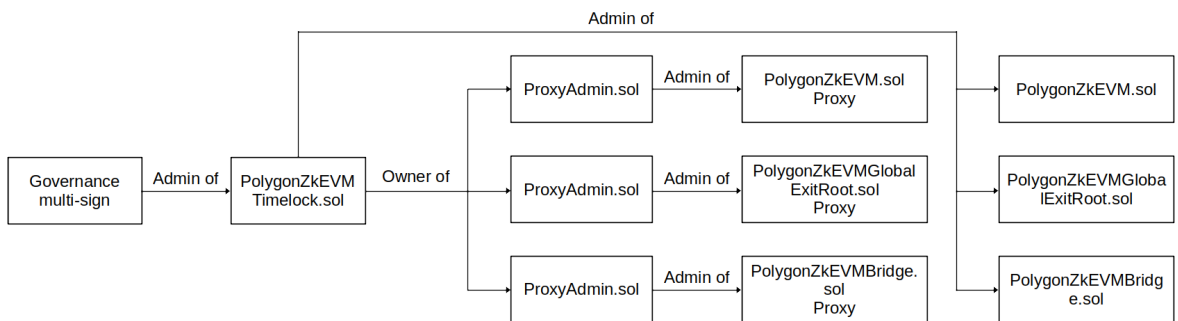 Admin of
ProxyAdmin.sol
Admin of
PolygonZkEVM.sol
Proxy
PolygonZkEVM.sol
Governance
multi-sign
Admin of
PolygonZkEVM
Timelock.sol
Owner of
ProxyAdmin.sol
Admin of
PolygonZkEVMGlobal
ExitRoot.sol
Proxy
PolygonZkEVMGloba
lExitRoot.sol
ProxyAdmin.sol
Admin of
PolygonZkEVMBridge.
sol
Proxy
PolygonZkEVMBridg
e.sol